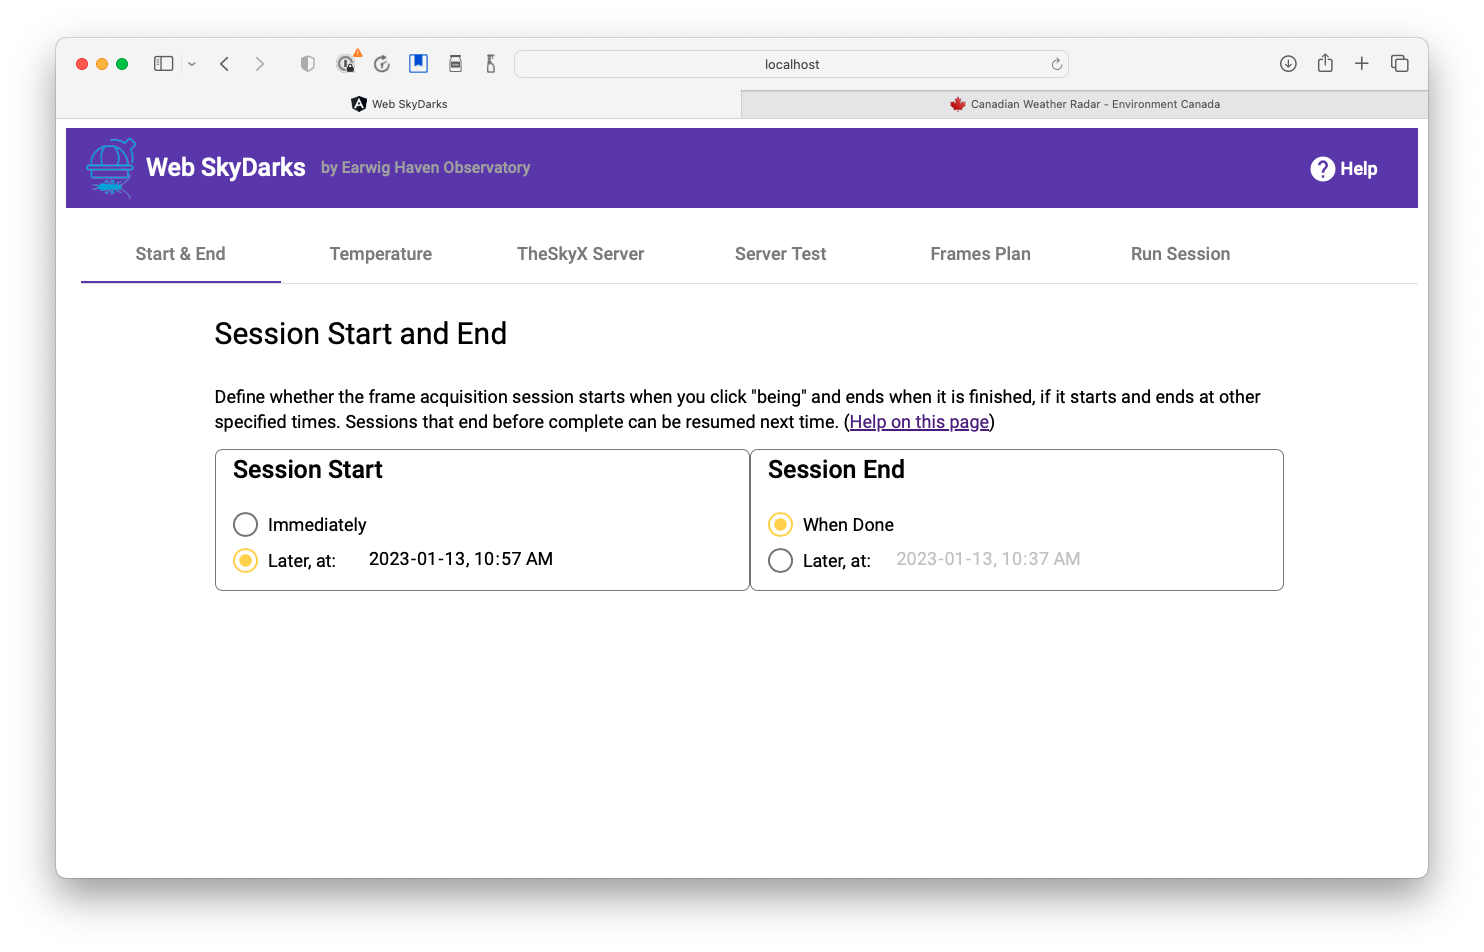 localhost
Web SkyDarks
Canadian Weather Radar - Environment Canada
Web SkyDarks by Earwig Haven Observatory
? Help
Start & End Temperature TheSkyX Server Server Test Frames Plan Run Session
Session Start and End
Define whether the frame acquisition session starts when you click "being" and ends when it is finished, if it starts and ends at other
specified times. Sessions that end before complete can be resumed next time. (Help on this page)
Session Start
Immediately
Later, at: 2023-01-13, 10:57 AM
Session End
When Done
Later, at: 2023-01-13, 10:37 AM